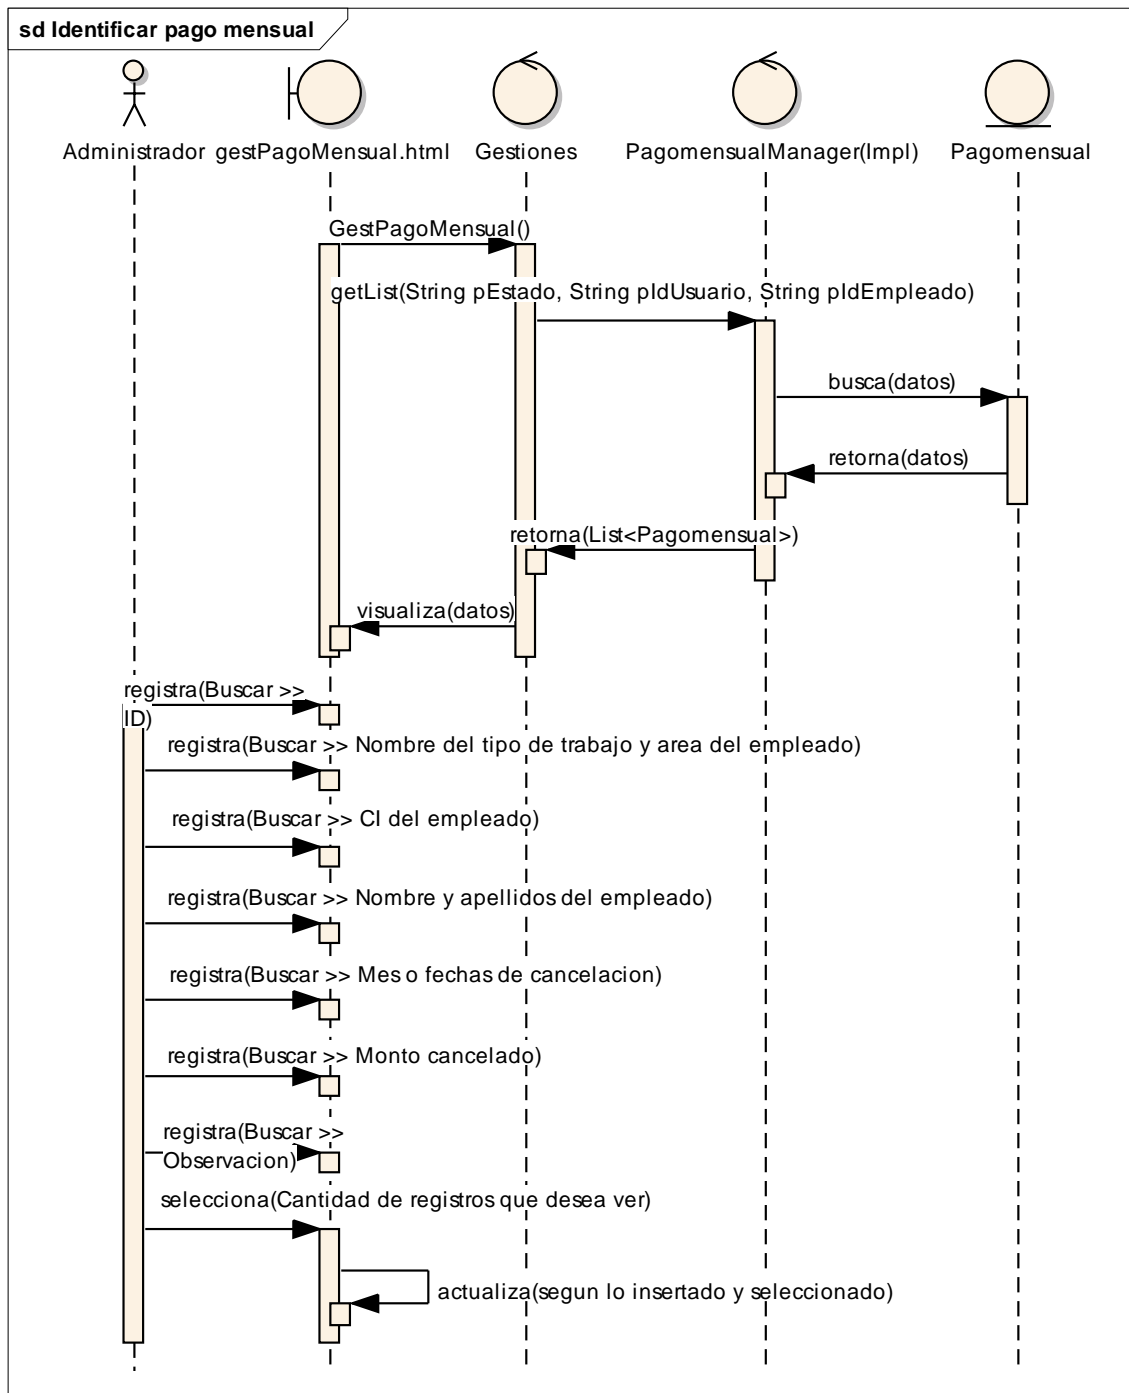 sd Identificar pago mensual
Administrador
gestPagoMensual.html
Gestiones
PagomensualManager(Impl)
Pagomensual
GestPagoMensual()
getList(String pEstado, String pIdUsuario, String pIdEmpleado)
busca(datos)
retorna(datos)
retorna(List<Pagomensual>)
visualiza(datos)
registra(Buscar >>
ID)
registra(Buscar >> Nombre del tipo de trabajo y area del empleado)
registra(Buscar >> CI del empleado)
registra(Buscar >> Nombre y apellidos del empleado)
registra(Buscar >> Mes o fechas de cancelacion)
registra(Buscar >> Monto cancelado)
registra(Buscar >>
Observacion)
selecciona(Cantidad de registros que desea ver)
actualiza(segun lo insertado y seleccionado)